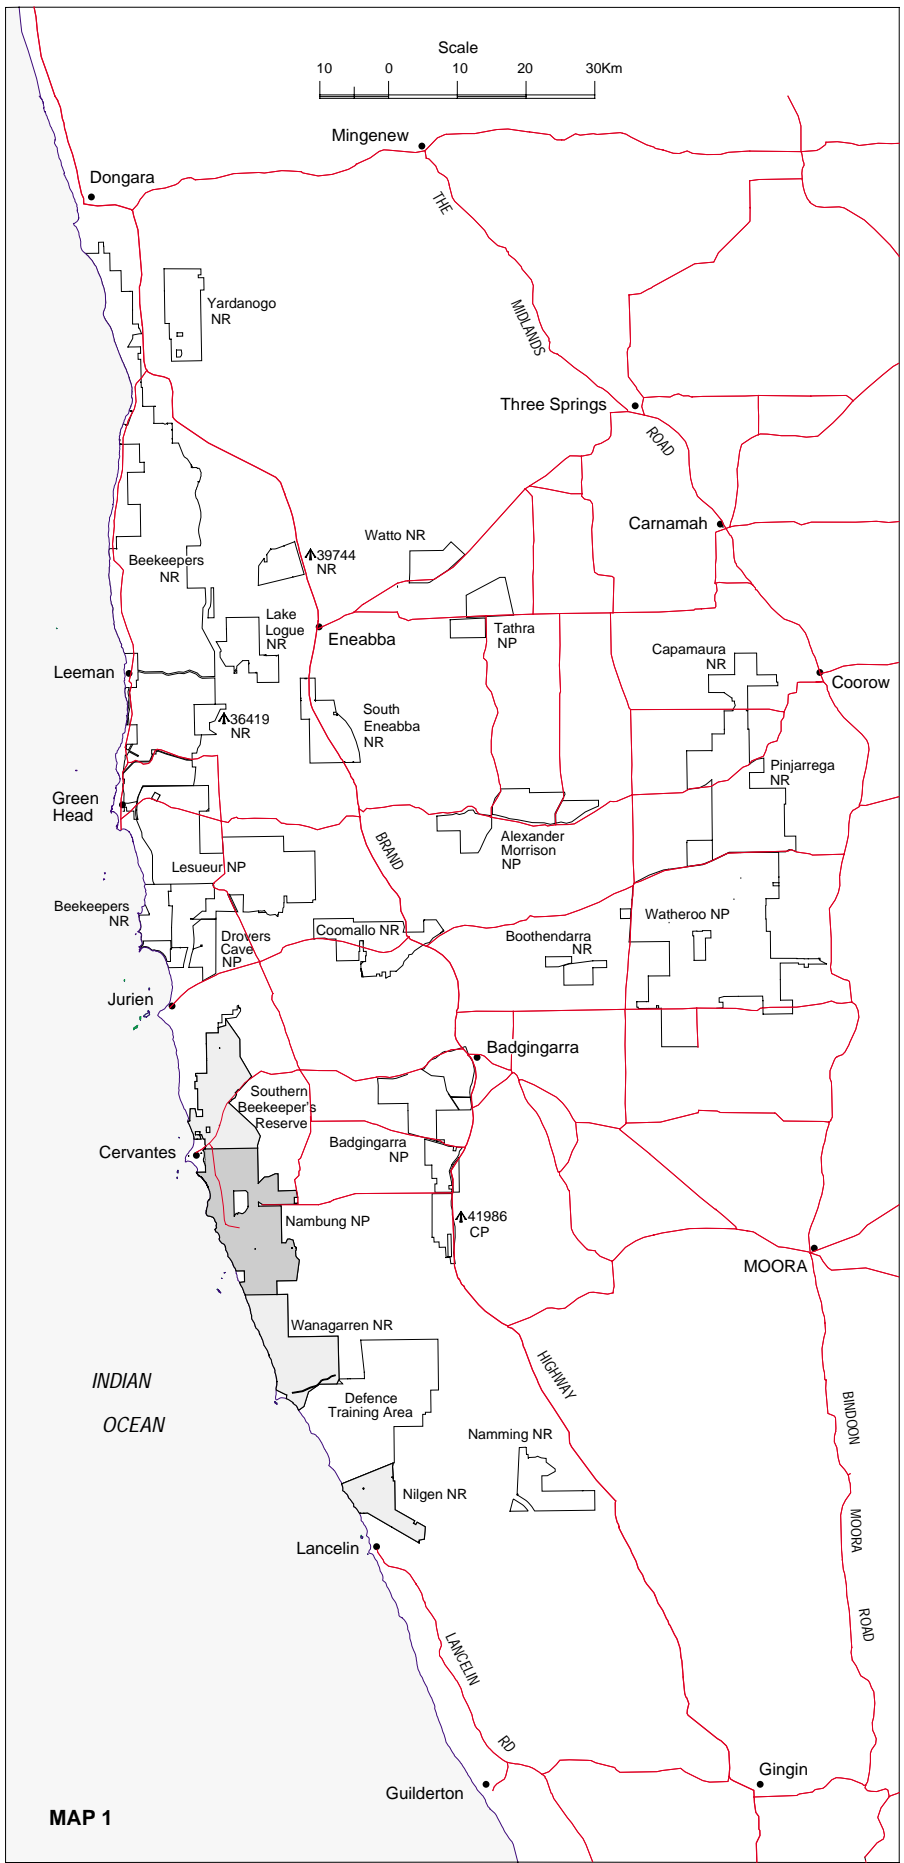 Scale
10 0 10 20 30Km
Mingenew
Dongara
THE
Yardanogo
NR
MIDLANDS
Three Springs
ROAD
Carnamah
Watto NR
39744
NR
Beekeepers
NR
Lake
Logue
NR
Eneabba
Tathra
NP
Capamaura
NR
Leeman
Coorow
South
Eneabba
NR
36419
NR
Pinjarrega
NR
Green
Head
BRAND
Alexander
Morrison
NP
Lesueur NP
Beekeepers
NR
Drovers
Cave
NP
Coomallo NR
Boothendarra
NR
Watheroo NP
Jurien
Badgingarra
Southern
Beekeeper's
Reserve
Cervantes
Badgingarra
NP
Nambung NP
41986
CP
MOORA
Wanagarren NR
HIGHWAY
INDIAN
OCEAN
Defence
Training Area
BINDOON
Namming NR
Nilgen NR
MOORA
Lancelin
ROAD
LANCELIN
RD
Guilderton
Gingin
MAP 1